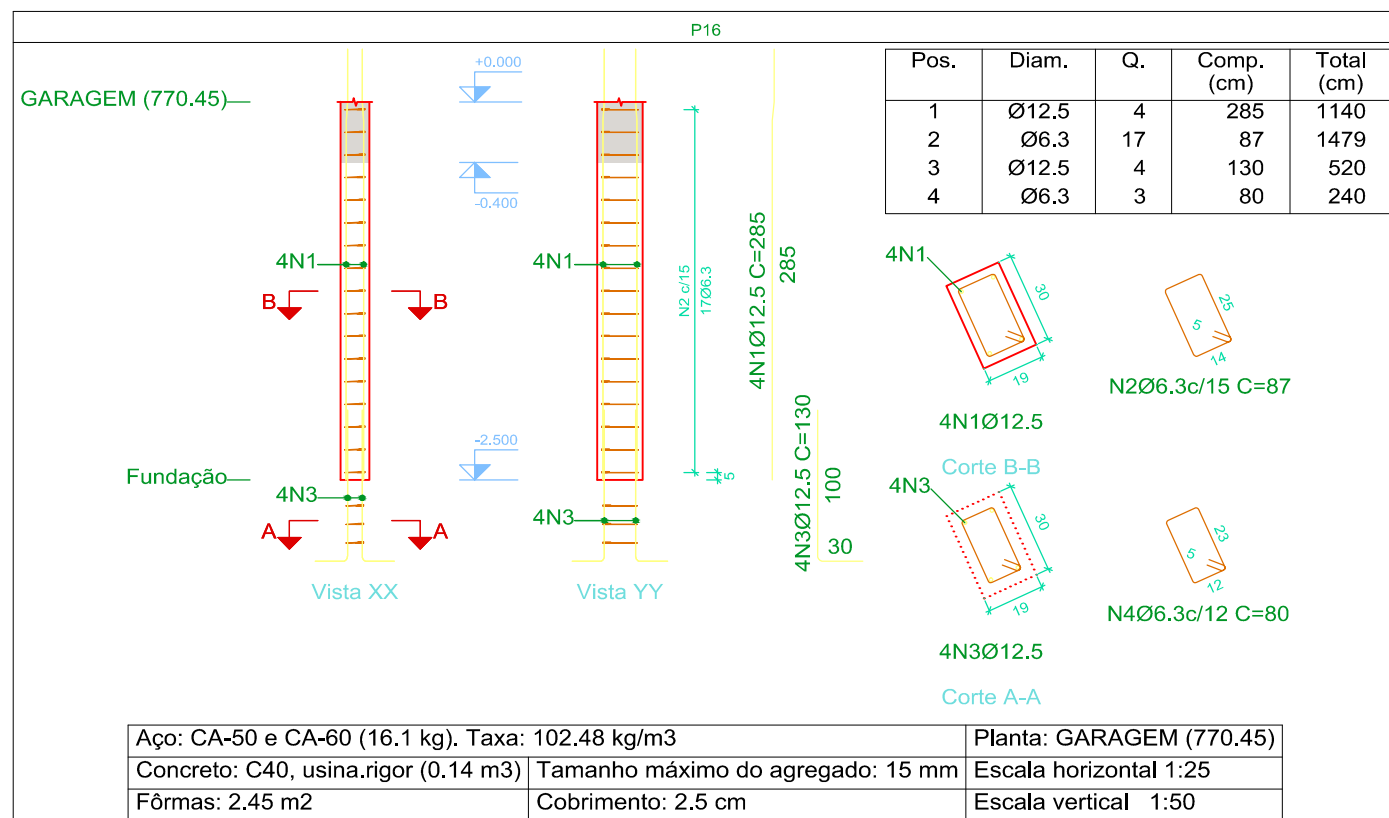 P16
GARAGEM (770.45)
+0.000
-0.400
4N1
4N1
B
B
N2 c/15
17Ø6.3
4N1Ø12.5 C=285
285
-2.500
Fundação
5
4N3
4N3
A
A
4N3Ø12.5 C=130
100
30
Vista XX
Vista YY
Pos. Diam. Q. Comp. (cm) Total (cm)
1 Ø12.5 4 285 1140
2 Ø6.3 17 87 1479
3 Ø12.5 4 130 520
4 Ø6.3 3 80 240
4N1
30
19
4N1Ø12.5
Corte B-B
25
5
14
N2Ø6.3c/15 C=87
4N3
30
19
4N3Ø12.5
Corte A-A
23
5
12
N4Ø6.3c/12 C=80
Aço: CA-50 e CA-60 (16.1 kg). Taxa: 102.48 kg/m3 Planta: GARAGEM (770.45)
Concreto: C40, usina.rigor (0.14 m3) Tamanho máximo do agregado: 15 mm Escala horizontal 1:25
Fôrmas: 2.45 m2 Cobrimento: 2.5 cm Escala vertical 1:50